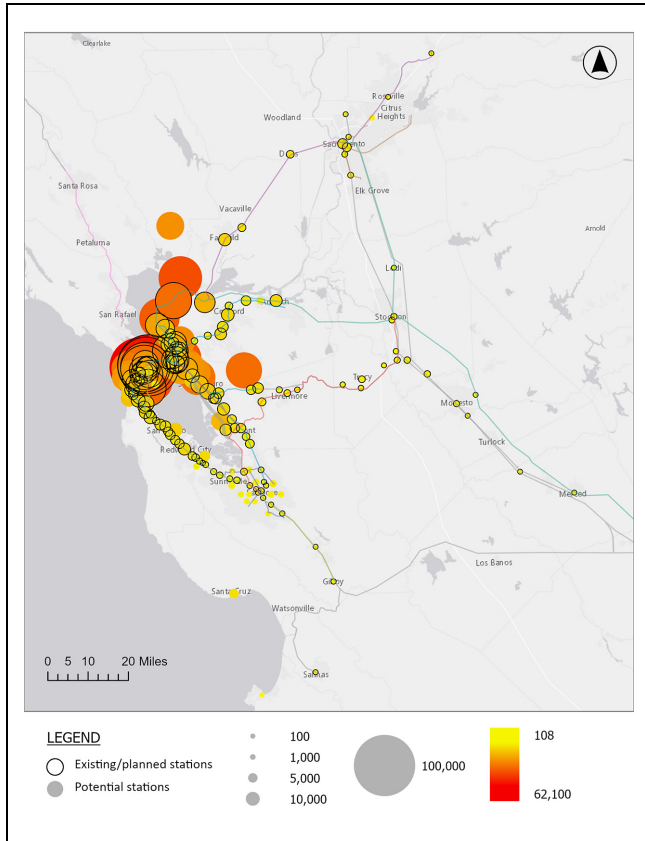 Clearlake
Roseville
Citrus
Heights
Woodland
Sacramento
Davis
Santa Rosa
Elk Grove
Vacaville
Arnold
Petaluma
Fairfield
Lodi
San Rafael
Concord
Antioch
Stockton
Tracy
Livermore
Modesto
Turlock
Redwood City
Sunnyvale
Merced
Los Banos
Gilroy
Santa Cruz
Watsonville
Salinas
0 5 10 20 Miles
LEGEND
Existing/planned stations
Potential stations
100
1,000
5,000
10,000
100,000
108
62,100